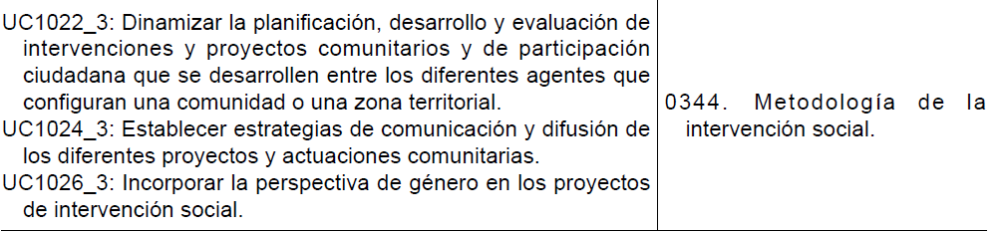 UC1022_3: Dinamizar la planificación, desarrollo y evaluación de
intervenciones y proyectos comunitarios y de participación
ciudadana que se desarrollen entre los diferentes agentes que
configuran una comunidad o una zona territorial.
UC1024_3: Establecer estrategias de comunicación y difusión de
los diferentes proyectos y actuaciones comunitarias.
UC1026_3: Incorporar la perspectiva de género en los proyectos
de intervención social.
0344. Metodología de la
intervención social.